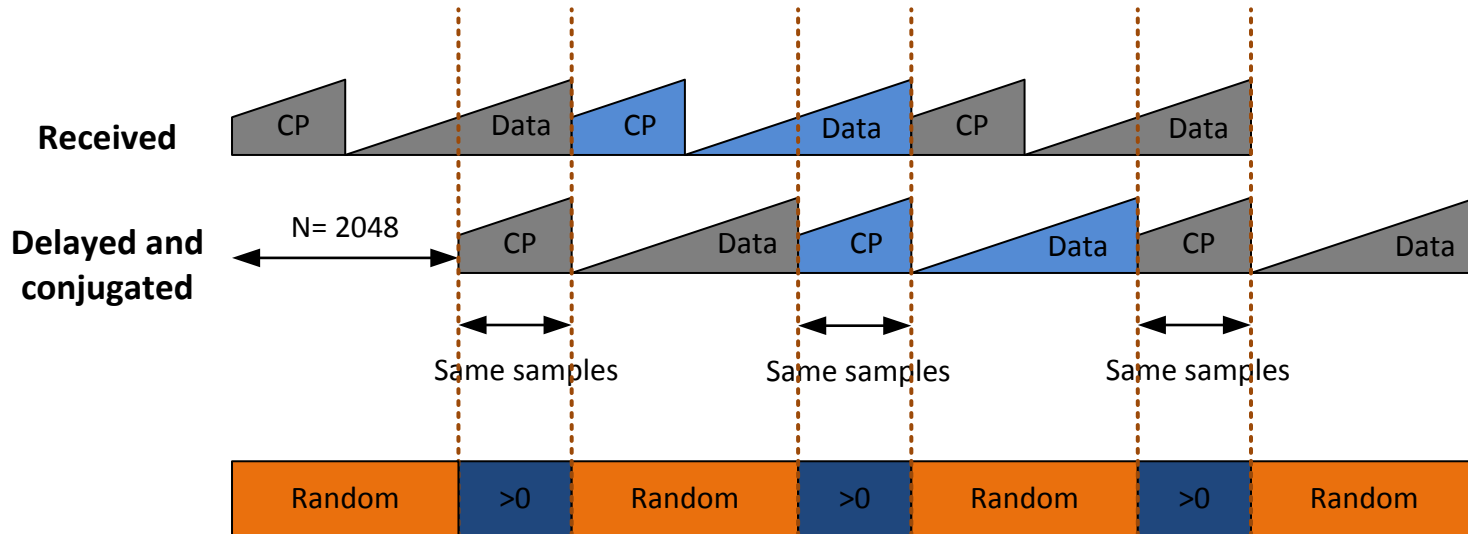 CP Data CP Data CP Data
Received
N= 2048
CP Data CP Data CP Data
Delayed and
conjugated
Same samples Same samples Same samples
Random >0 Random >0 Random >0 Random